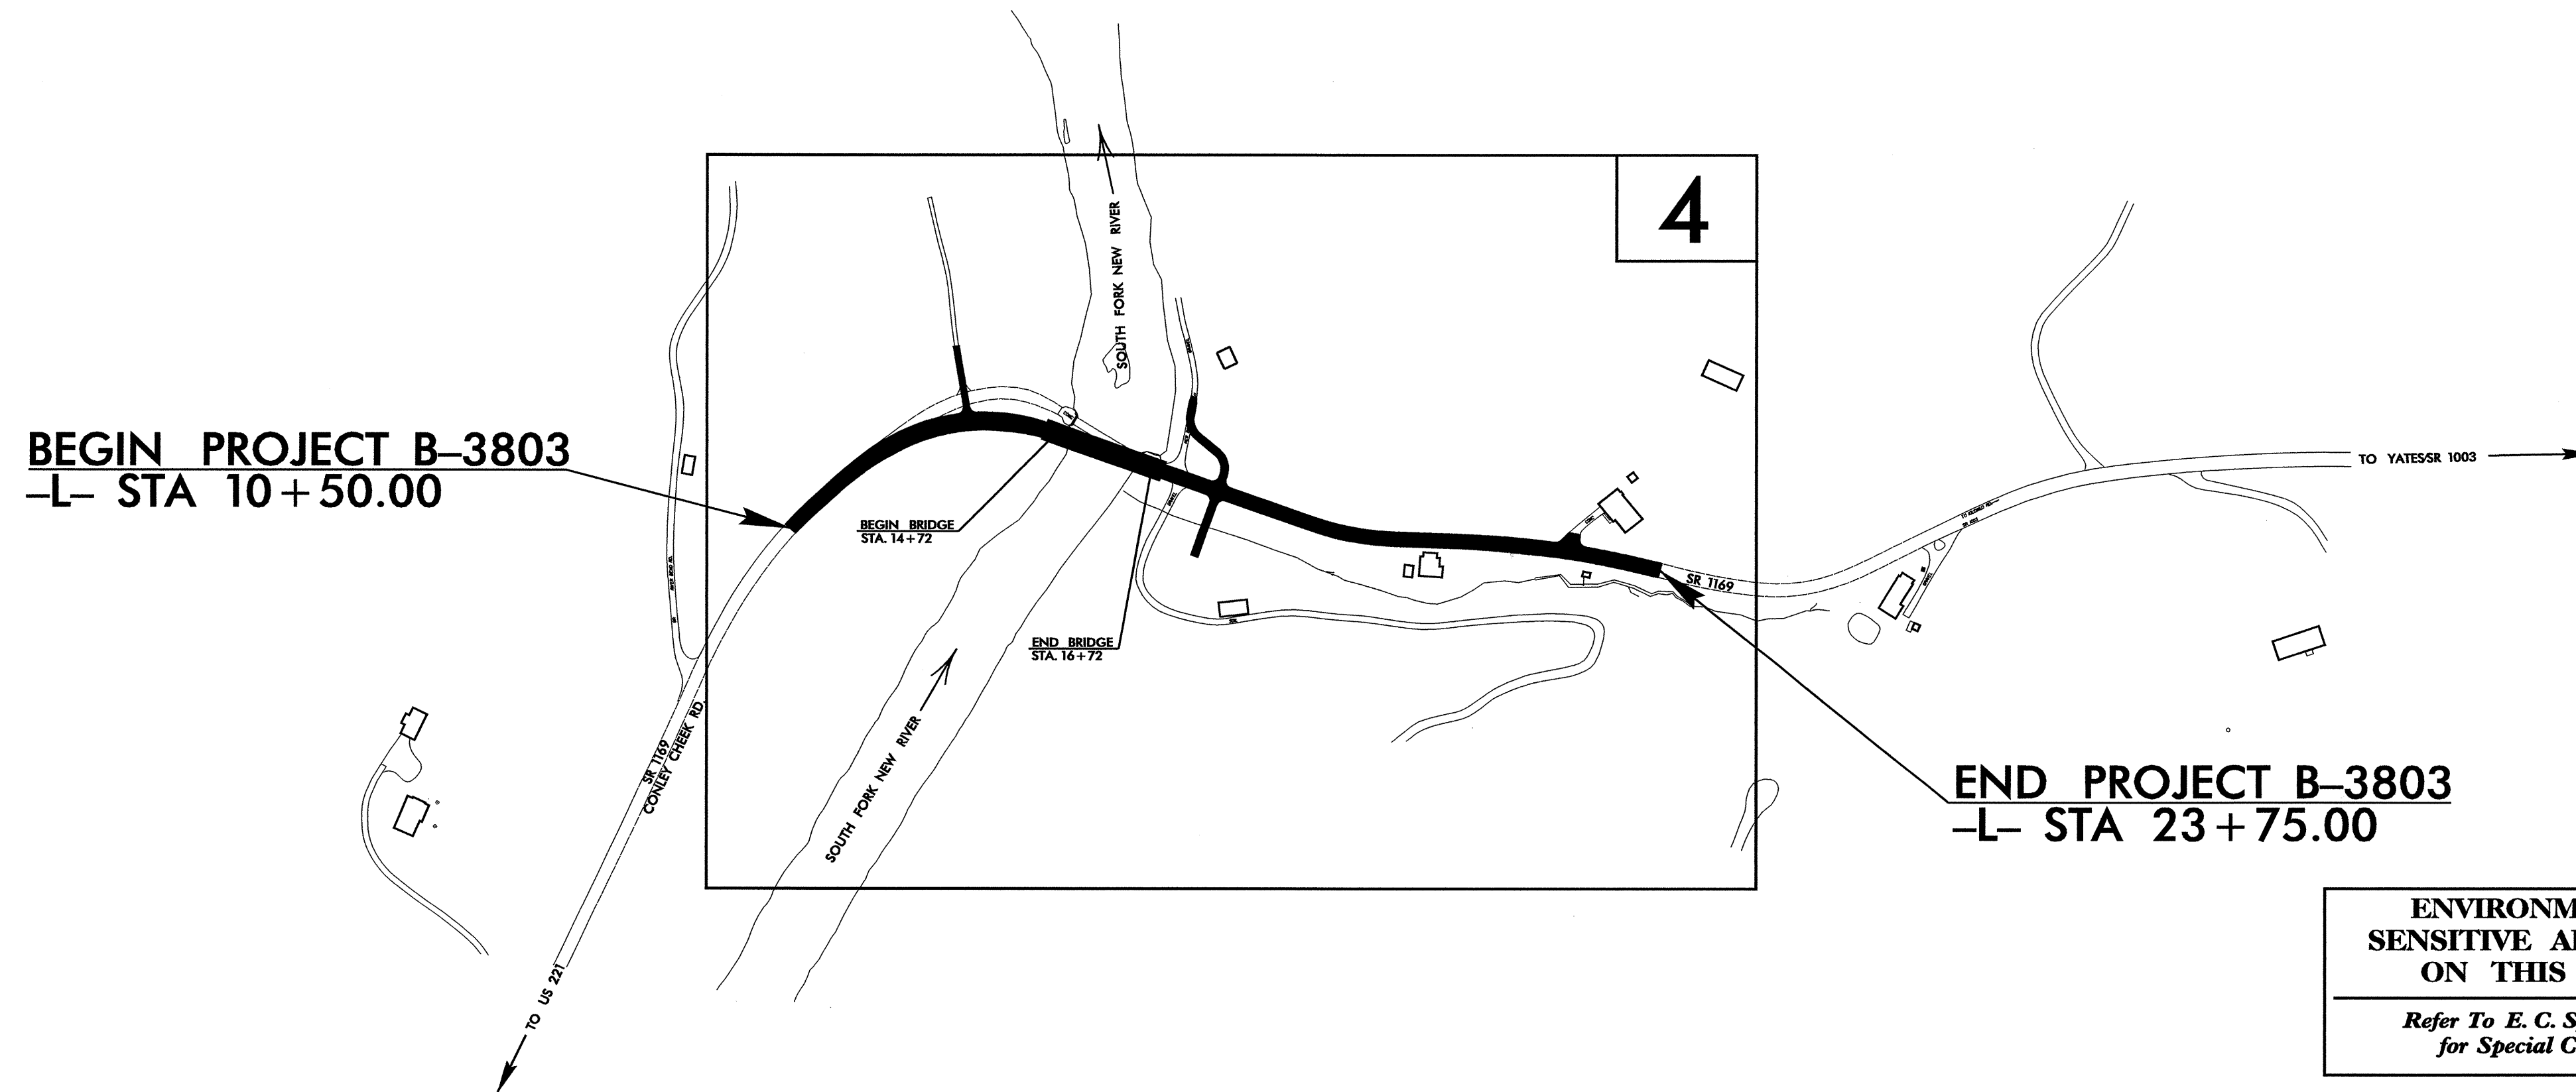 4
SOUTH FORK NEW RIVER
BEGIN PROJECT B–3803
–L– STA 10+50.00
TO YATES/SR 1003
BEGIN BRIDGE
STA. 14+72
SR 1169
END BRIDGE
STA. 16+72
SR 1169
CONLEY CHEEK RD.
SOUTH FORK NEW RIVER
END PROJECT B–3803
–L– STA 23+75.00
TO US 221
ENVIRONM
SENSITIVE A
ON THIS
Refer To E. C. S
for Special C